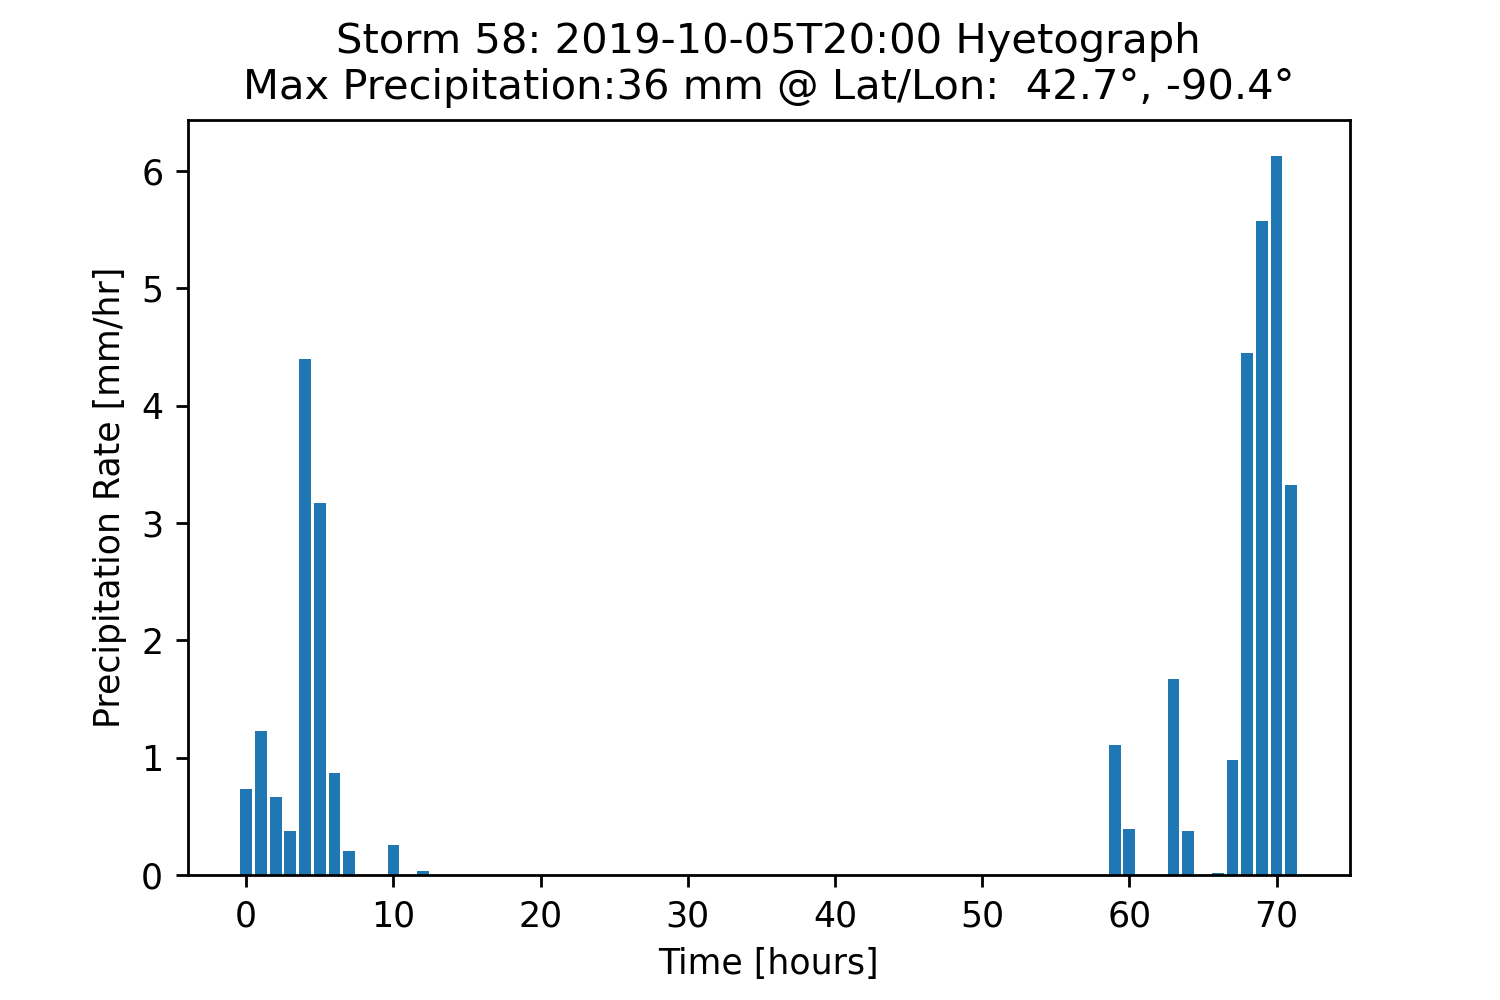 Storm 58: 2019-10-05T20:00 Hyetograph
Max Precipitation:36 mm @ Lat/Lon:  42.7°, -90.4°
6
5
4
3
2
1
0
Precipitation Rate [mm/hr]
0 10 20 30 40 50 60 70
Time [hours]